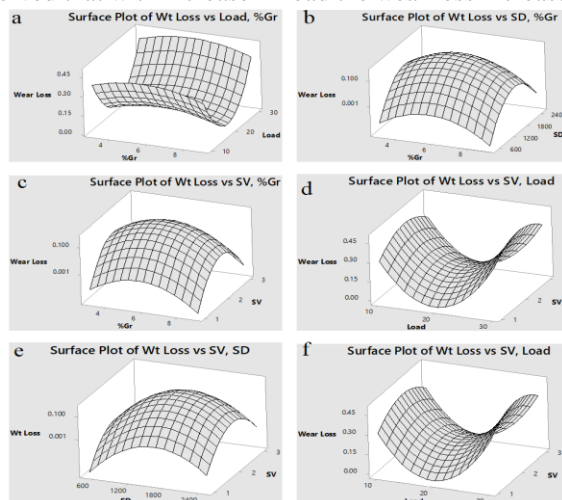 a Surface Plot of Wt Loss vs Load, %Gr
0.45
Wear Loss 0.30
0.15
0.00
4
6
8
%Gr
10
20
30
Load
b Surface Plot of Wt Loss vs SD, %Gr
0.100
Wear Loss
0.001
4
6
8
%Gr
600
1200
1800
240
SD
c Surface Plot of Wt Loss vs SV, %Gr
0.100
Wear Loss
0.001
4
6
8
%Gr
1
2
3
SV
d Surface Plot of Wt Loss vs SV, Load
0.45
Wear Loss 0.30
0.15
0.00
10
20
30
Load
1
2
3
SV
e Surface Plot of Wt Loss vs SV, SD
0.100
Wt Loss
0.001
600
1200
1800
2400
SD
1
2
3
SV
f Surface Plot of Wt Loss vs SV, Load
0.45
Wear Loss 0.30
0.15
0.00
10
20
Load
1
2
3
SV